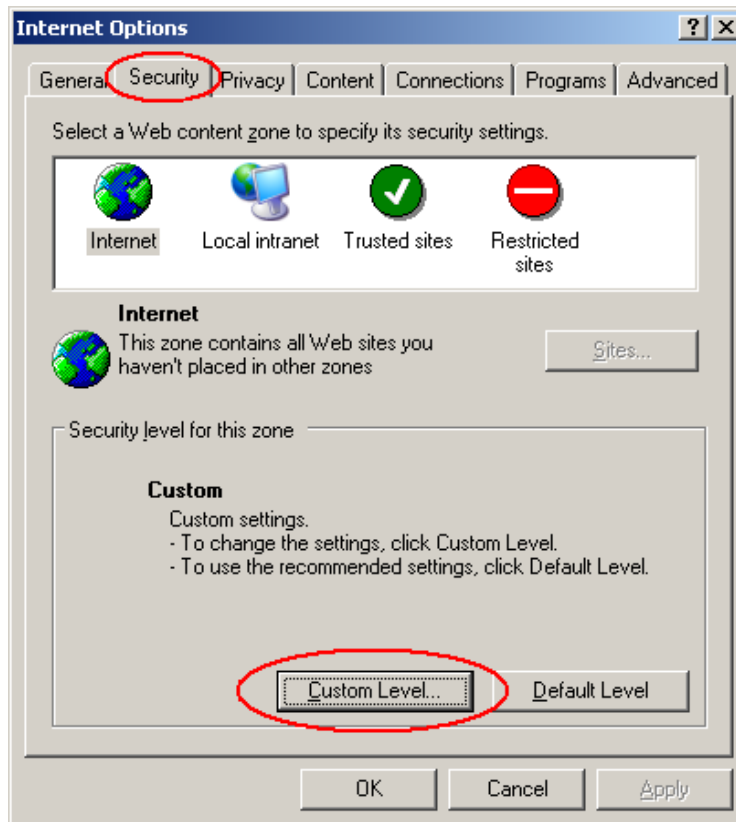 Internet Options
General Security Privacy Content Connections Programs Advanced
Select a Web content zone to specify its security settings.
Internet Local intranet Trusted sites Restricted
sites
Internet
This zone contains all Web sites you
haven't placed in other zones
Sites...
Security level for this zone
Custom
Custom settings.
- To change the settings, click Custom Level.
- To use the recommended settings, click Default Level.
Custom Level... Default Level
OK Cancel Apply